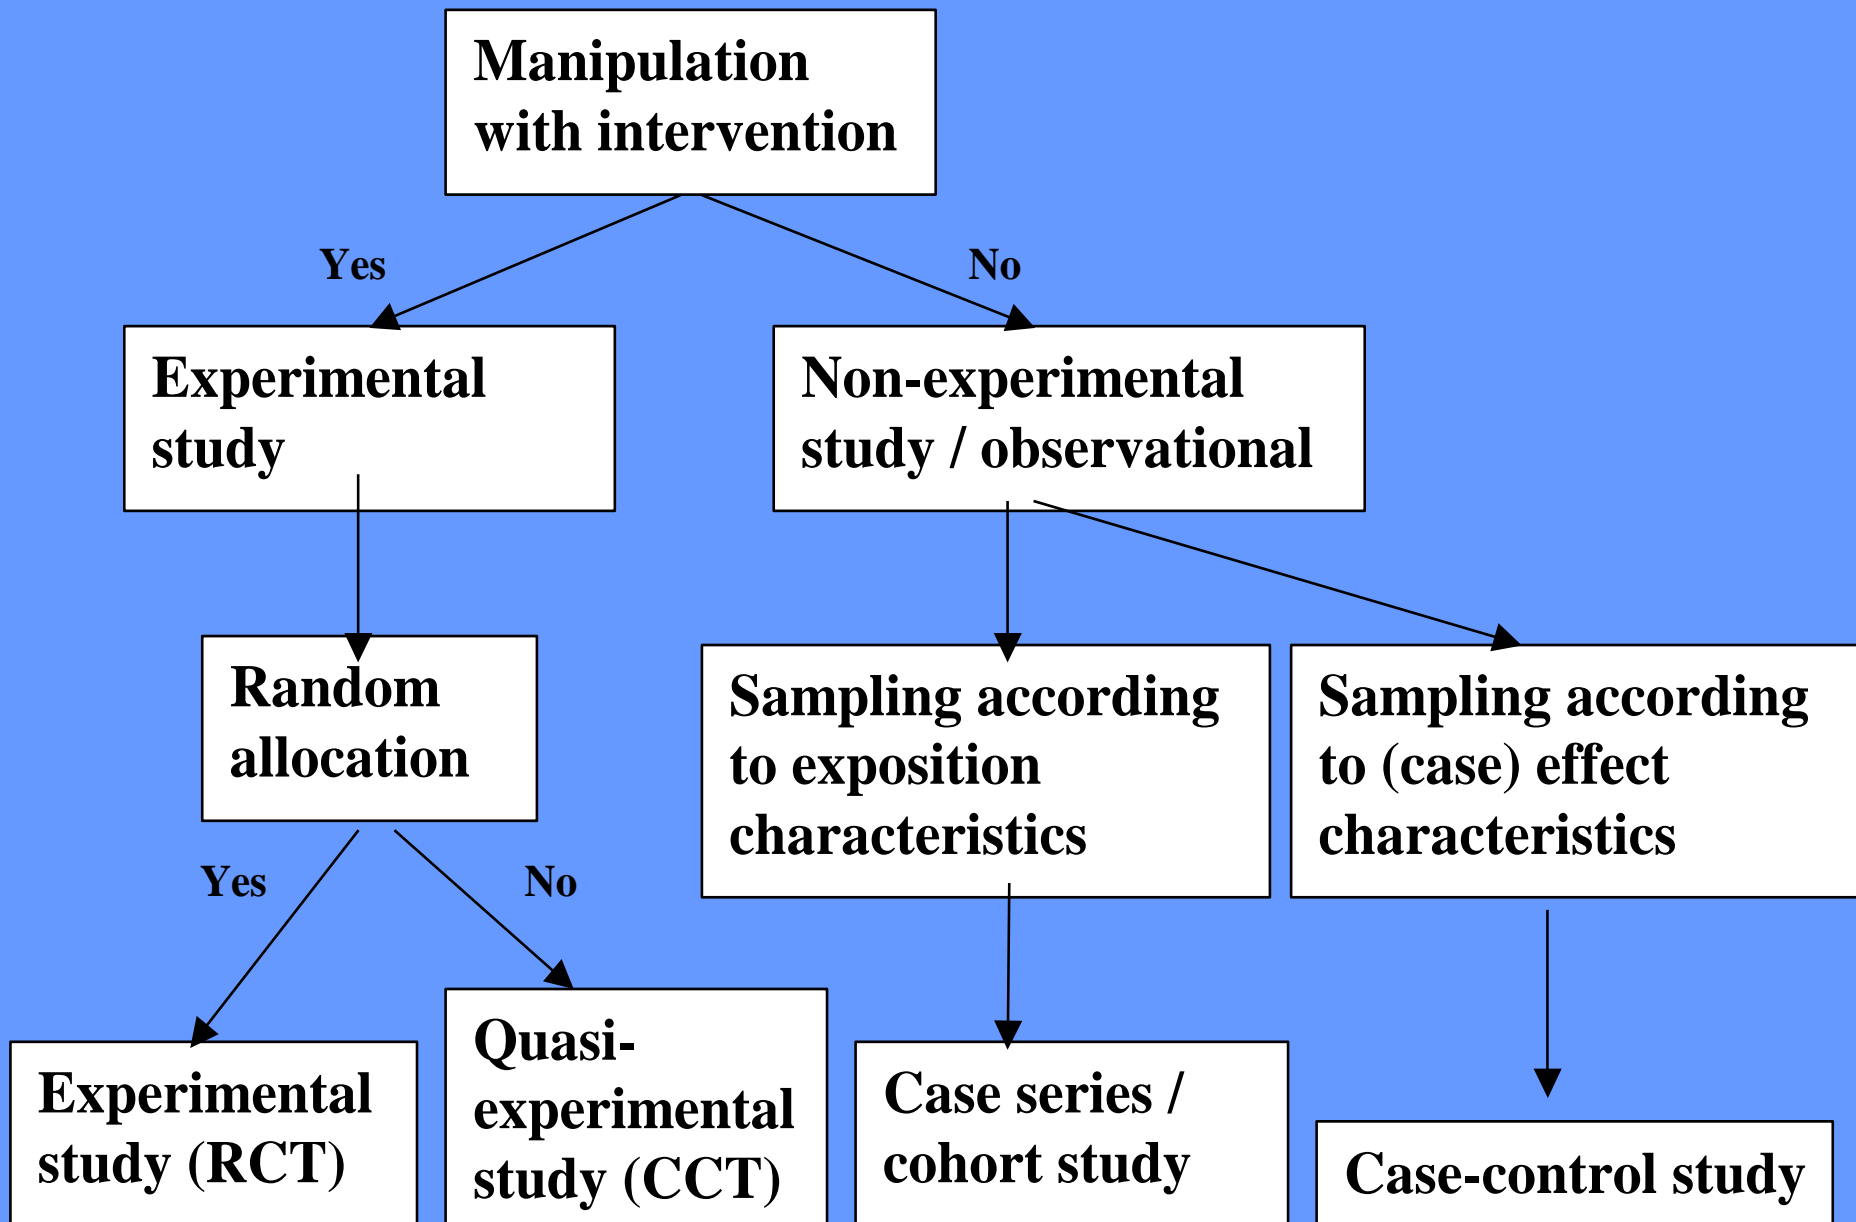 Manipulation
with intervention
Yes
No
Experimental
study
Non-experimental
study / observational
Random
allocation
Sampling according
to exposition
characteristics
Sampling according
to (case) effect
characteristics
Yes
No
Experimental
study (RCT)
Quasi-
experimental
study (CCT)
Case series /
cohort study
Case-control study